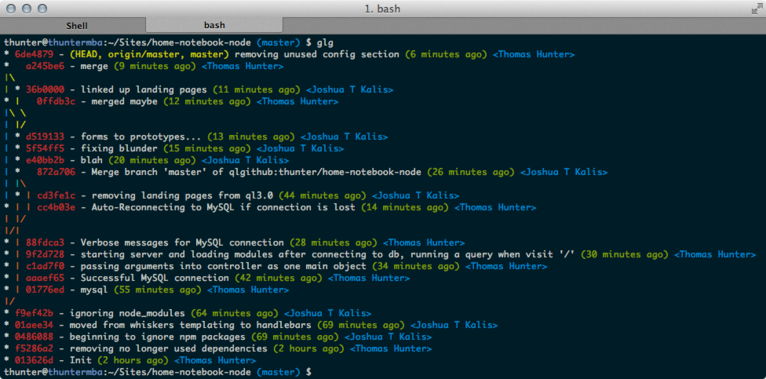 1. bash
Shell
bash
thunter@thuntermba:~/Sites/home-notebook-node (master) $ glg
* 6de4879 - (HEAD, origin/master, master) removing unused config section (6 minutes ago) <Thomas Hunter>
*   a245be6 - merge (9 minutes ago) <Thomas Hunter>
|\
| * 36b0000 - linked up landing pages (11 minutes ago) <Joshua T Kalis>
* |   0ffdb3c - merged maybe (12 minutes ago) <Thomas Hunter>
|\ \
| |/
| * d519133 - forms to prototypes... (13 minutes ago) <Joshua T Kalis>
| * 5f54ff5 - fixing blunder (15 minutes ago) <Joshua T Kalis>
| * e40bb2b - blah (20 minutes ago) <Joshua T Kalis>
| *   872a706 - Merge branch 'master' of qlgithub:thunter/home-notebook-node (26 minutes ago) <Joshua T Kalis>
| |\
| * | cd3fe1c - removing landing pages from ql3.0 (44 minutes ago) <Joshua T Kalis>
* | | cc4b03e - Auto-Reconnecting to MySQL if connection is lost (14 minutes ago) <Thomas Hunter>
| |/
|/|
* | 88fdca3 - Verbose messages for MySQL connection (28 minutes ago) <Thomas Hunter>
* | 9f2d728 - starting server and loading modules after connecting to db, running a query when visit '/' (30 minutes ago) <Thomas Hunter>
* | c1ad7f0 - passing arguments into controller as one main object (34 minutes ago) <Thomas Hunter>
* | aaaef65 - Successful MySQL connection (42 minutes ago) <Thomas Hunter>
* | 01776ed - mysql (55 minutes ago) <Thomas Hunter>
|/
* f9ef42b - ignoring node_modules (64 minutes ago) <Joshua T Kalis>
* 01aee34 - moved from whiskers templating to handlebars (69 minutes ago) <Joshua T Kalis>
* 0486088 - beginning to ignore npm packages (69 minutes ago) <Joshua T Kalis>
* f5286a2 - removing no longer used dependencies (2 hours ago) <Thomas Hunter>
* 013626d - Init (2 hours ago) <Thomas Hunter>
thunter@thuntermba:~/Sites/home-notebook-node (master) $